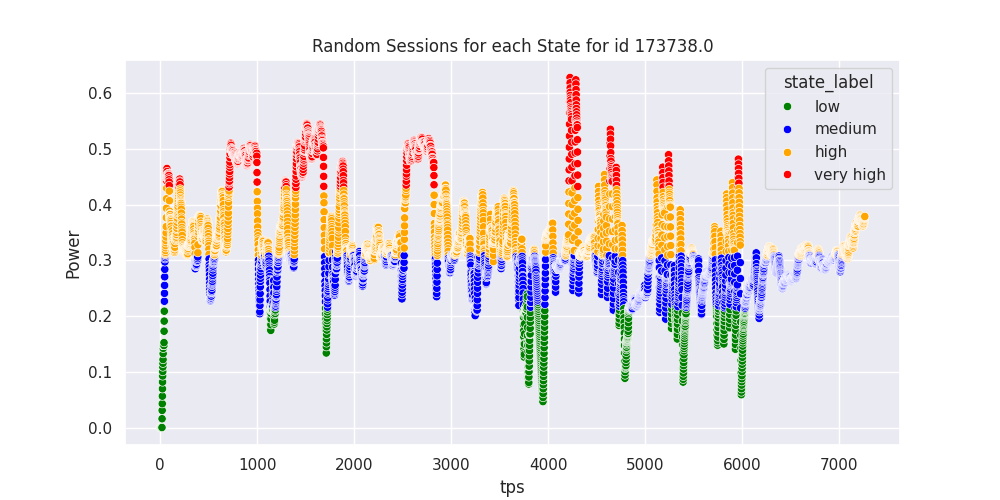 Random Sessions for each State for id 173738.0
state_label
low
medium
high
very high
Power
0.6
0.5
0.4
0.3
0.2
0.1
0.0
0 1000 2000 3000 4000 5000 6000 7000
tps